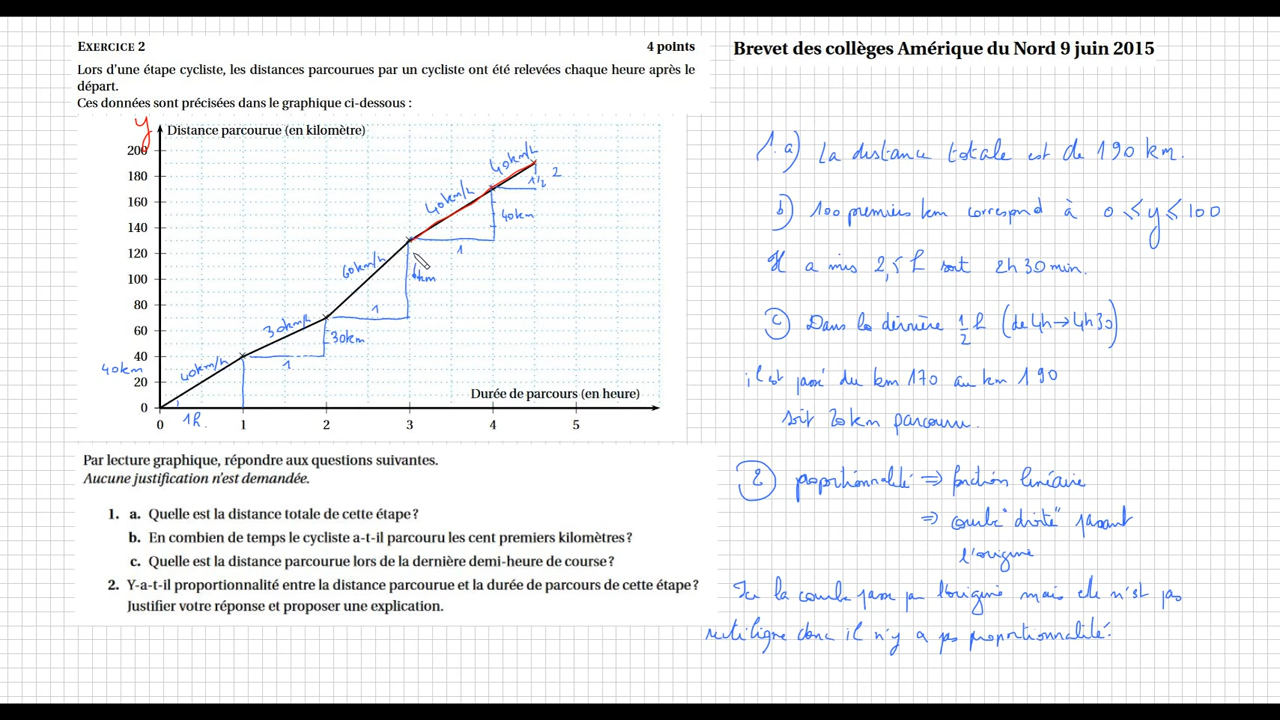 EXERCICE 2
4 points
Lors d'une étape cycliste, les distances parcourues par un cycliste ont été relevées chaque heure après le
départ.
Ces données sont précisées dans le graphique ci-dessous :
y
Distance parcourue (en kilomètre)
200
180
160
140
120
100
80
60
40
20
0
40km
40km/h
30km/h
60km/h
40km/h
40km/h
1h
1
30km
1
km
1
40km
1/2
2
Durée de parcours (en heure)
0 1 2 3 4 5
Par lecture graphique, répondre aux questions suivantes.
Aucune justification n'est demandée.
1. a. Quelle est la distance totale de cette étape ?
b. En combien de temps le cycliste a-t-il parcouru les cent premiers kilomètres ?
c. Quelle est la distance parcourue lors de la dernière demi-heure de course ?
2. Y-a-t-il proportionnalité entre la distance parcourue et la durée de parcours de cette étape ?
Justifier votre réponse et proposer une explication.
Brevet des collèges Amérique du Nord 9 juin 2015
1. a) La distance totale est de 190 km.
b) 100 premiers km correspond à 0 ≤ y ≤ 100
Il a mis 2,5 h soit 2h 30 min.
c) Dans la dernière 1/2 h (de 4h → 4h30)
il est passé du km 170 au km 190
soit 20 km parcouru.
2 proportionnalité ⇒ fonction linéaire
⇒ courbe "droite" passant
l'origine
Ici la courbe passe par l'origine mais elle n'est pas
rectiligne donc il n'y a pas proportionnalité.